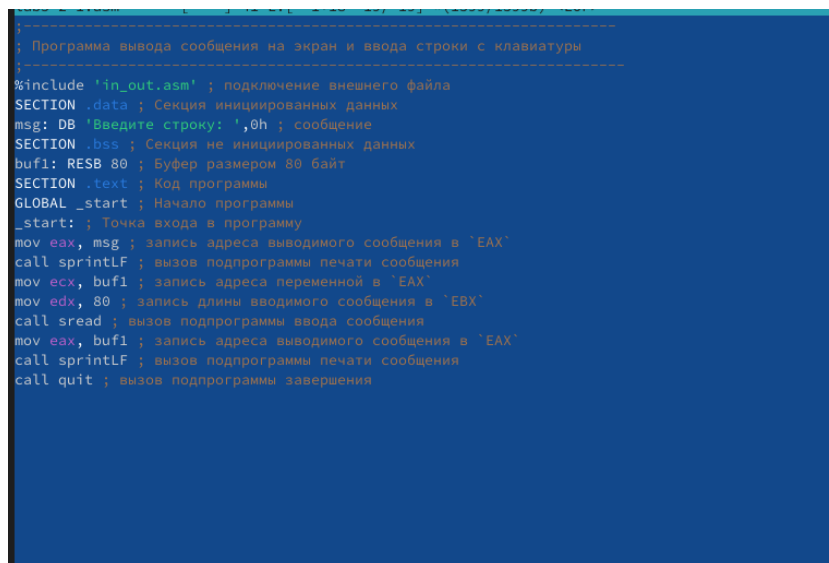 ;-----------------------------------------------------------------------
; Программа вывода сообщения на экран и ввода строки с клавиатуры
;------------------------------------------------------------------------
%include 'in_out.asm' ; подключение внешнего файла
SECTION .data ; Секция инициированных данных
msg: DB 'Введите строку: ',0h ; сообщение
SECTION .bss ; Секция не инициированных данных
buf1: RESB 80 ; Буфер размером 80 байт
SECTION .text ; Код программы
GLOBAL _start ; Начало программы
_start: ; Точка входа в программу
mov eax, msg ; запись адреса выводимого сообщения в `EAX`
call sprintLF ; вызов подпрограммы печати сообщения
mov ecx, buf1 ; запись адреса переменной в `EAX`
mov edx, 80 ; запись длины вводимого сообщения в `EBX`
call sread ; вызов подпрограммы ввода сообщения
mov eax, buf1 ; запись адреса выводимого сообщения в `EAX`
call sprintLF ; вызов подпрограммы печати сообщения
call quit ; вызов подпрограммы завершения